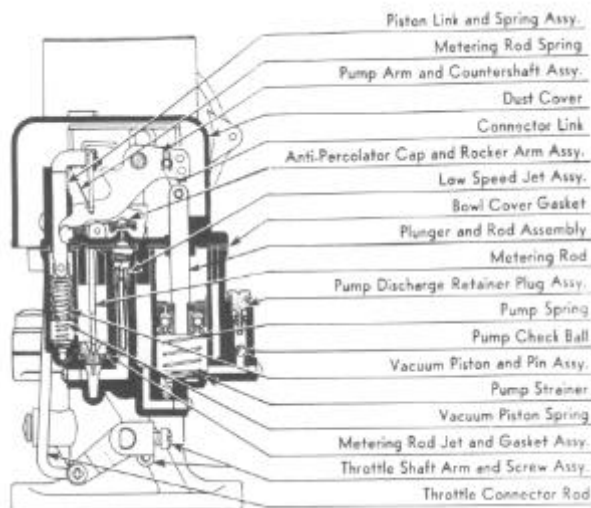 Piston Link and Spring Assy.
Metering Rod Spring
Pump Arm and Countershaft Assy.
Dust Cover
Connector Link
Anti-Percolator Cap and Rocker Arm Assy.
Low Speed Jet Assy.
Bowl Cover Gasket
Plunger and Rod Assembly
Metering Rod
Pump Discharge Retainer Plug Assy.
Pump Spring
Pump Check Ball
Vacuum Piston and Pin Assy.
Pump Strainer
Vacuum Piston Spring
Metering Rod Jet and Gasket Assy.
Throttle Shaft Arm and Screw Assy.
Throttle Connector Rod